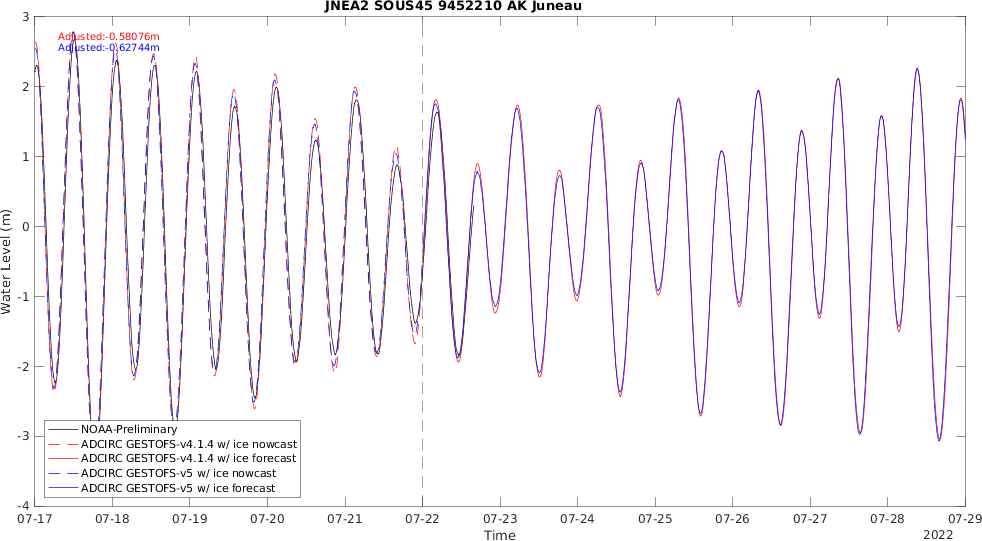 JNEA2 SOUS45 9452210 AK Juneau
Adjusted:-0.58076m
Adjusted:-0.62744m
Water Level (m)
3
2
1
0
-1
-2
-3
-4
NOAA-Preliminary
ADCIRC GESTOFS-v4.1.4 w/ ice nowcast
ADCIRC GESTOFS-v4.1.4 w/ ice forecast
ADCIRC GESTOFS-v5 w/ ice nowcast
ADCIRC GESTOFS-v5 w/ ice forecast
07-17 07-18 07-19 07-20 07-21 07-22 07-23 07-24 07-25 07-26 07-27 07-28 07-29
Time
2022